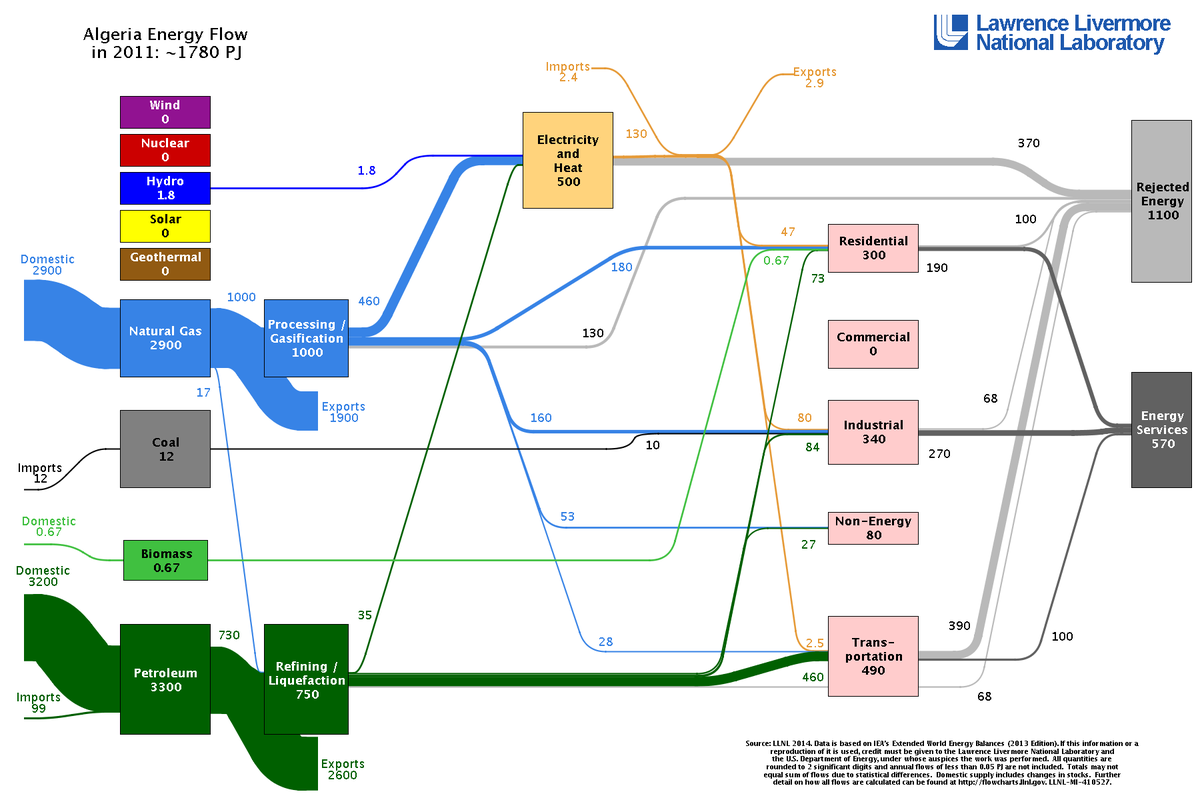 Algeria Energy Flow
in 2011: ~1780 PJ
Lawrence Livermore
National Laboratory
Imports
2.4
Exports
2.9
Wind
0
Nuclear
0
Hydro
1.8
Solar
0
Geothermal
0
1.8
Electricity
and
Heat
500
130
370
Rejected
Energy
1100
Domestic
2900
Natural Gas
2900
1000
Processing /
Gasification
1000
460
Exports
1900
17
180
130
47
0.67
73
Residential
300
100
190
Commercial
0
160
10
80
84
Industrial
340
68
270
Energy
Services
570
Imports
12
Coal
12
Domestic
0.67
Biomass
0.67
53
27
Non-Energy
80
Domestic
3200
Imports
99
Petroleum
3300
730
Refining /
Liquefaction
750
35
Exports
2600
28
2.5
460
Trans-
portation
490
390
100
68
Source: LLNL 2014. Data is based on IEA's Extended World Energy Balances (2013 Edition). If this information or a
reproduction of it is used, credit must be given to the Lawrence Livermore National Laboratory and
the U.S. Department of Energy, under whose auspices the work was performed. All quantities are
rounded to 2 significant digits and annual flows of less than 0.05 PJ are not included. Totals may not
equal sum of flows due to statistical differences. Domestic supply includes changes in stocks. Further
detail on how all flows are calculated can be found at http://flowcharts.llnl.gov. LLNL-MI-410527.